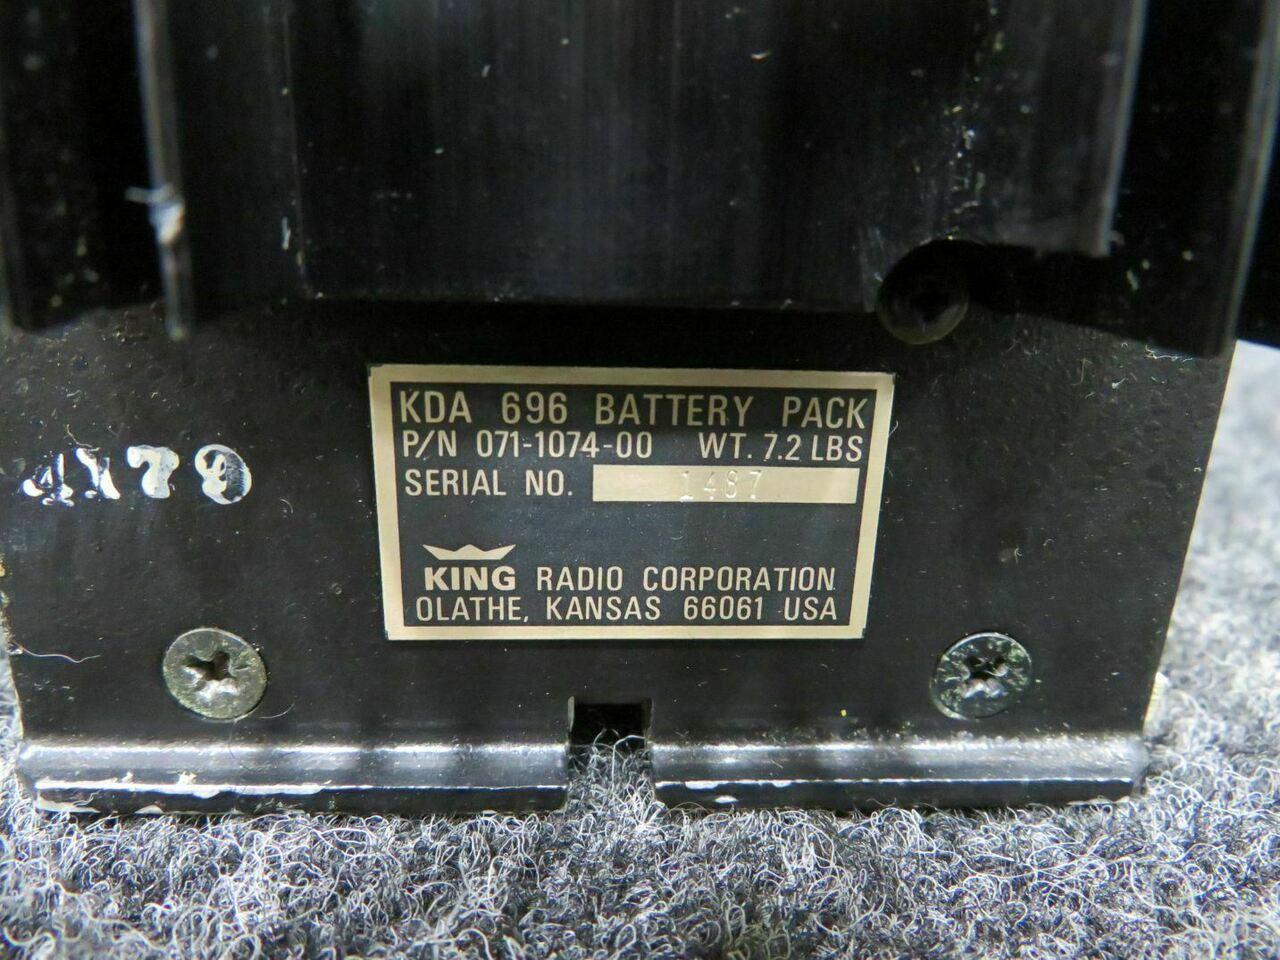 KDA 696 BATTERY PACK
P/N 071-1074-00 WT. 7.2 LBS
SERIAL NO. 1487
KING RADIO CORPORATION
OLATHE, KANSAS 66061 USA